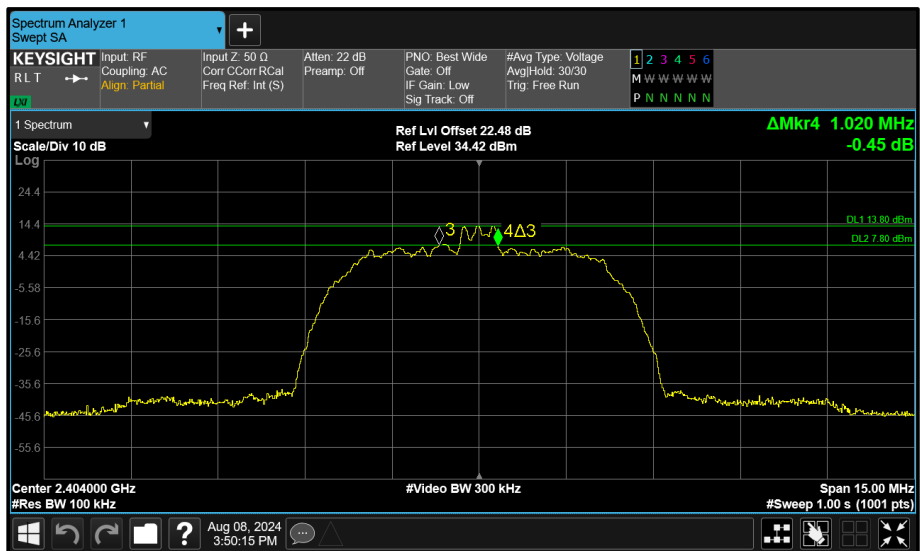 Spectrum Analyzer 1
Swept SA
KEYSIGHT
R L T
LXI
Input: RF
Coupling: AC
Align: Partial
Input Z: 50 Ω
Corr CCorr RCal
Freq Ref: Int (S)
Atten: 22 dB
Preamp: Off
PNO: Best Wide
Gate: Off
IF Gain: Low
Sig Track: Off
#Avg Type: Voltage
Avg|Hold: 30/30
Trig: Free Run
1 2 3 4 5 6
M W W W W W
P N N N N N
1 Spectrum
Scale/Div 10 dB
Ref Lvl Offset 22.48 dB
Ref Level 34.42 dBm
ΔMkr4 1.020 MHz
-0.45 dB
Log
24.4
14.4
4.42
-5.58
-15.6
-25.6
-35.6
-45.6
-55.6
3
4Δ3
DL1 13.80 dBm
DL2 7.80 dBm
Center 2.404000 GHz
#Res BW 100 kHz
#Video BW 300 kHz
Span 15.00 MHz
#Sweep 1.00 s (1001 pts)
Aug 08, 2024
3:50:15 PM